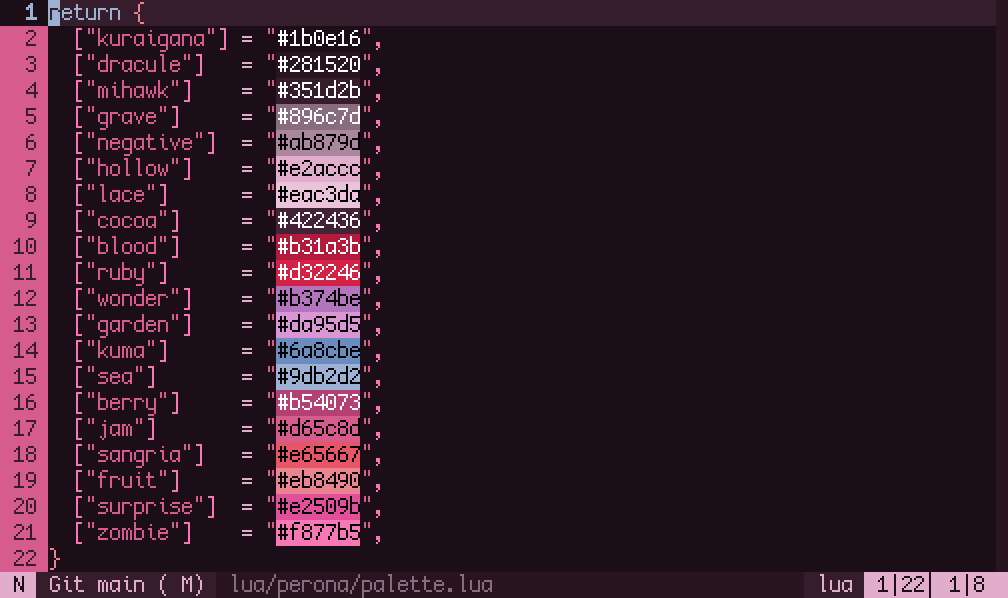 1 return {
2 ["kuraigana"] = "#1b0e16",
3 ["dracule"] = "#281520",
4 ["mihawk"] = "#351d2b",
5 ["grave"] = "#896c7d",
6 ["negative"] = "#ab879d",
7 ["hollow"] = "#e2accc",
8 ["lace"] = "#eac3da",
9 ["cocoa"] = "#422436",
10 ["blood"] = "#b31a3b",
11 ["ruby"] = "#d32246",
12 ["wonder"] = "#b374be",
13 ["garden"] = "#da95d5",
14 ["kuma"] = "#6a8cbe",
15 ["sea"] = "#9db2d2",
16 ["berry"] = "#b54073",
17 ["jam"] = "#d65c8d",
18 ["sangria"] = "#e65667",
19 ["fruit"] = "#eb8490",
20 ["surprise"] = "#e2509b",
21 ["zombie"] = "#f877b5",
22 }
N Git main ( M) lua/perona/palette.lua lua 1|22 1|8